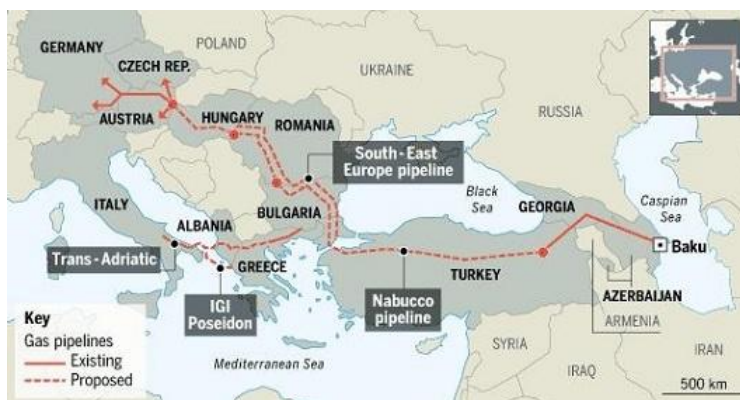 GERMANY
POLAND
CZECH REP.
UKRAINE
AUSTRIA
HUNGARY
ROMANIA
RUSSIA
South-East
Europe pipeline
Black
Sea
Caspian
Sea
ITALY
ALBANIA
BULGARIA
GEORGIA
Baku
Trans-Adriatic
GREECE
TURKEY
AZERBAIJAN
IGI
Poseidon
Nabucco
pipeline
ARMENIA
Key
Gas pipelines
Existing
Proposed
Mediterranean Sea
SYRIA
IRAQ
IRAN
500 km